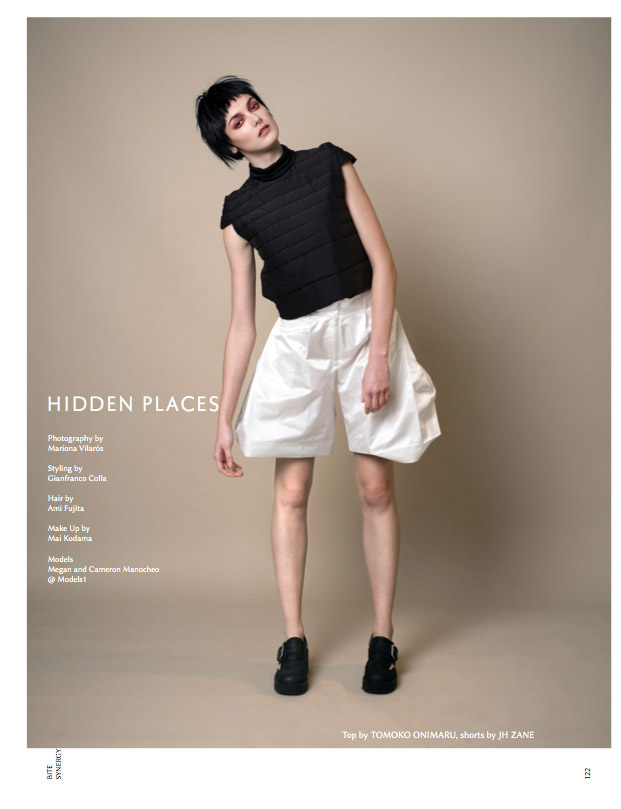 HIDDEN PLACES
Photography by
Mariona Vilarós
Styling by
Gianfranco Colla
Hair by
Ami Fujita
Make Up by
Mai Kodama
Models
Megan and Cameron Manocheo
@ Models1
Top by TOMOKO ONIMARU, shorts by JH ZANE
BITE
SYNERGY
122